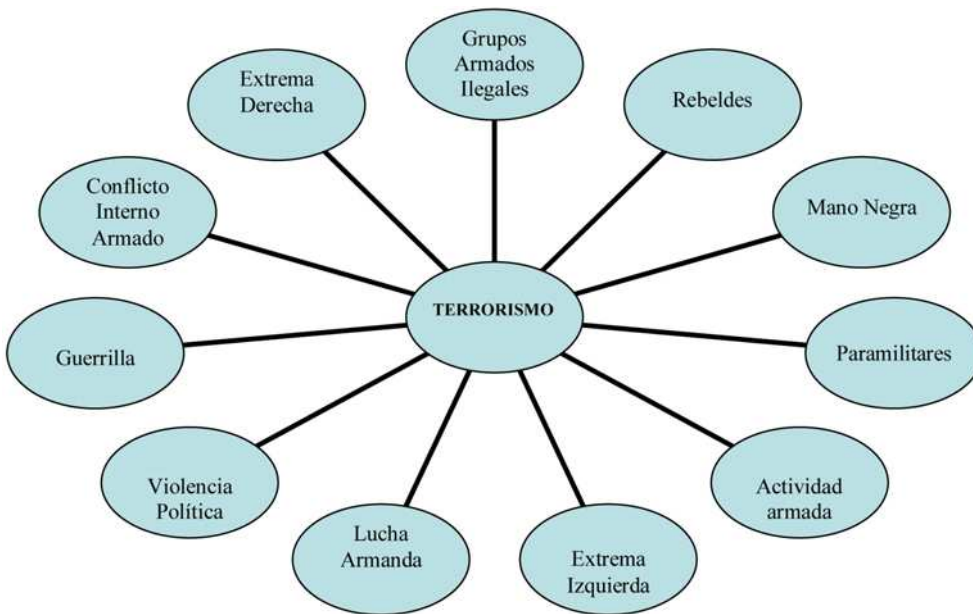 Grupos
Armados
Ilegales
Extrema
Derecha
Rebeldes
Conflicto
Interno
Armado
Mano Negra
TERRORISMO
Guerrilla
Paramilitares
Violencia
Política
Actividad
armada
Lucha
Armanda
Extrema
Izquierda